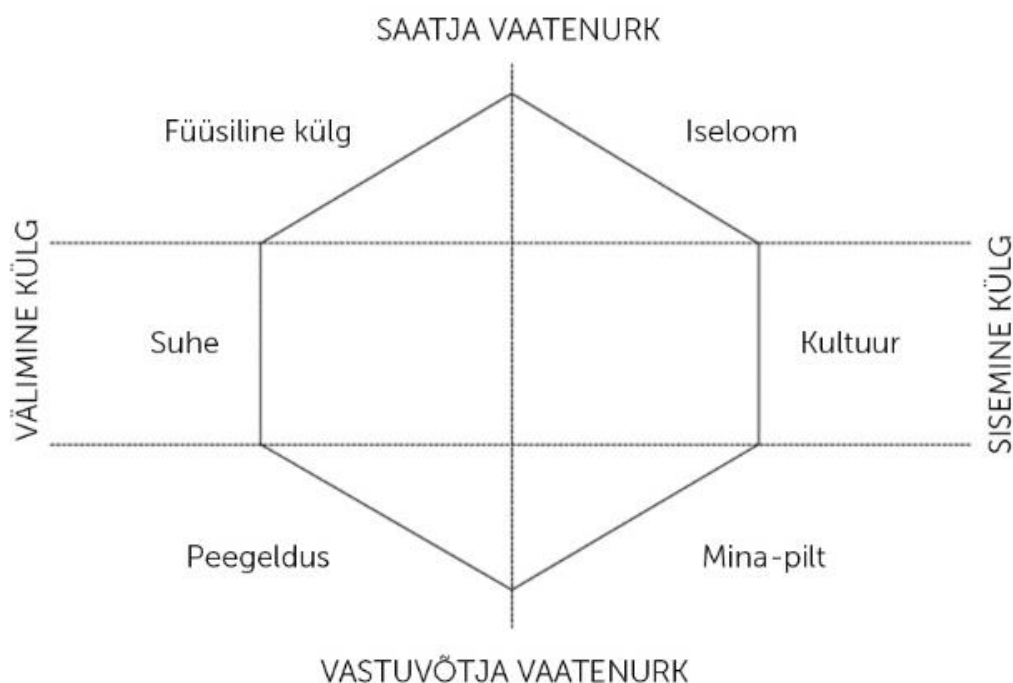 SAATJA VAATENURK
Füüsiline külg
Iseloom
VÄLIMINE KÜLG
Suhe
Kultuur
SISEMINE KÜLG
Peegeldus
Mina-pilt
VASTUVÕTJA VAATENURK